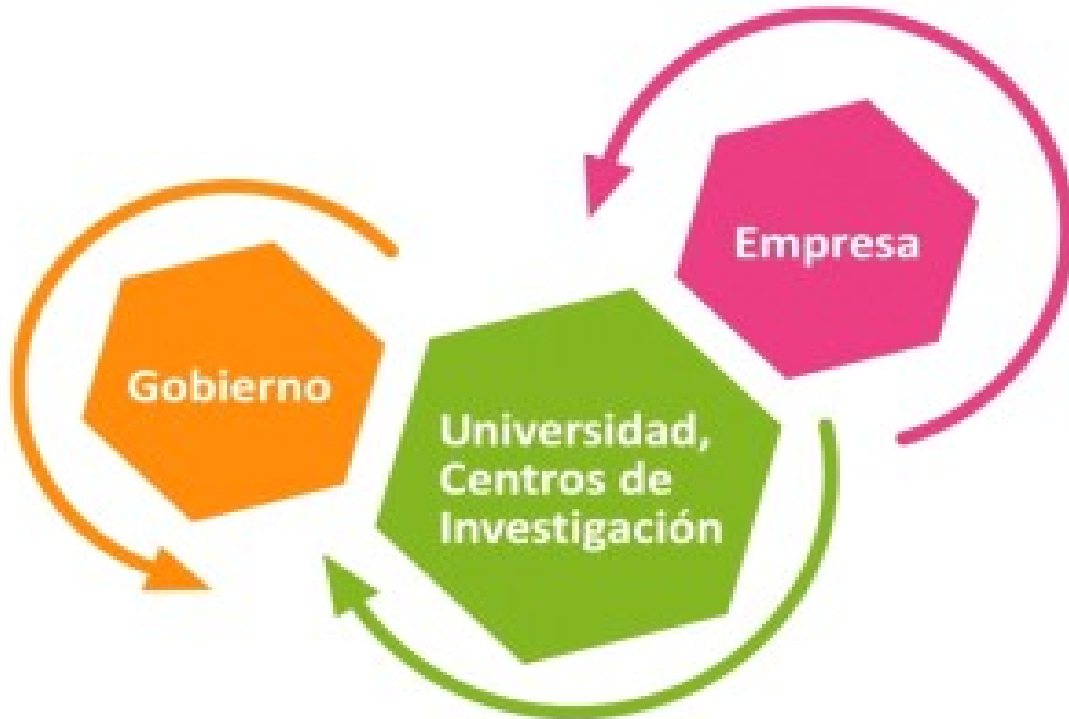 Empresa
Gobierno
Universidad,
Centros de
Investigación